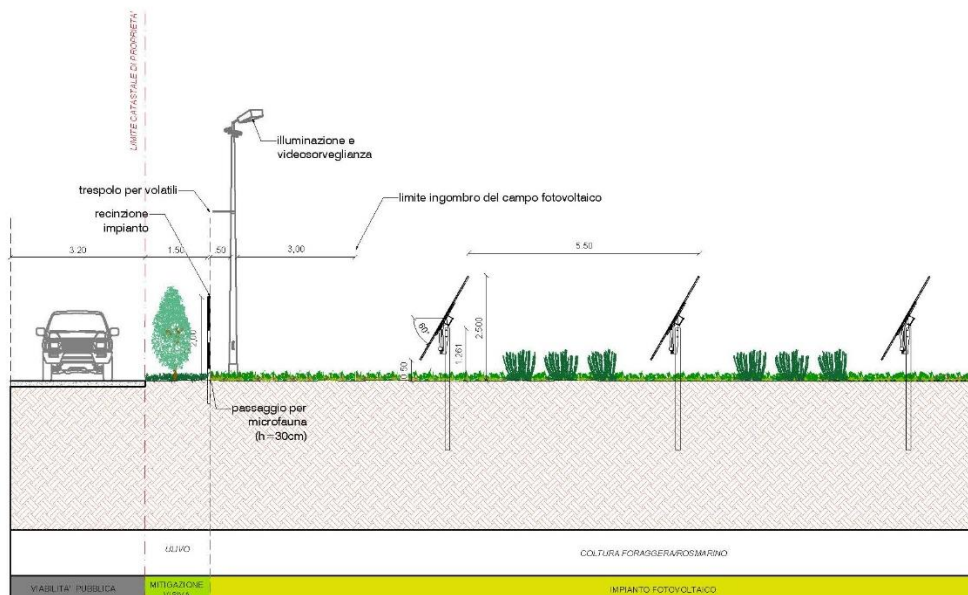 LIMITE CATASTALE DI PROPRIETA'
illuminazione e
videosorveglianza
trespolo per volatili
limite ingombro del campo fotovoltaico
recinzione
impianto
3.20
1.50
.50
3,00
5.50
2,00
60°
0.50
1.261
2.500
passaggio per
microfauna
(h=30cm)
ULIVO
COLTURA FORAGGERA/ROSMARINO
VIABILITA' PUBBLICA
MITIGAZIONE
IMPIANTO FOTOVOLTAICO